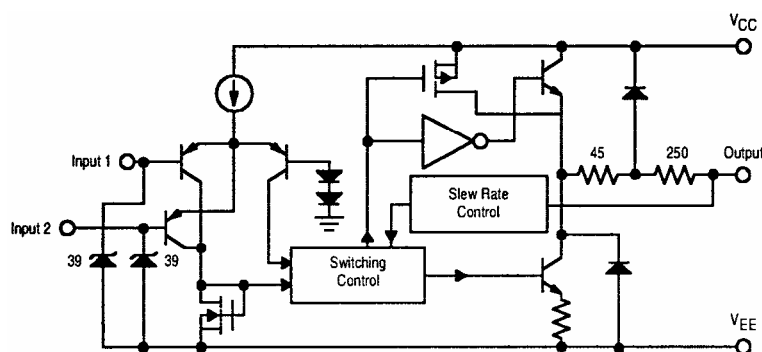 VCC
45
250
Output
Input 1
Slew Rate
Control
Input 2
39
39
Switching
Control
VEE